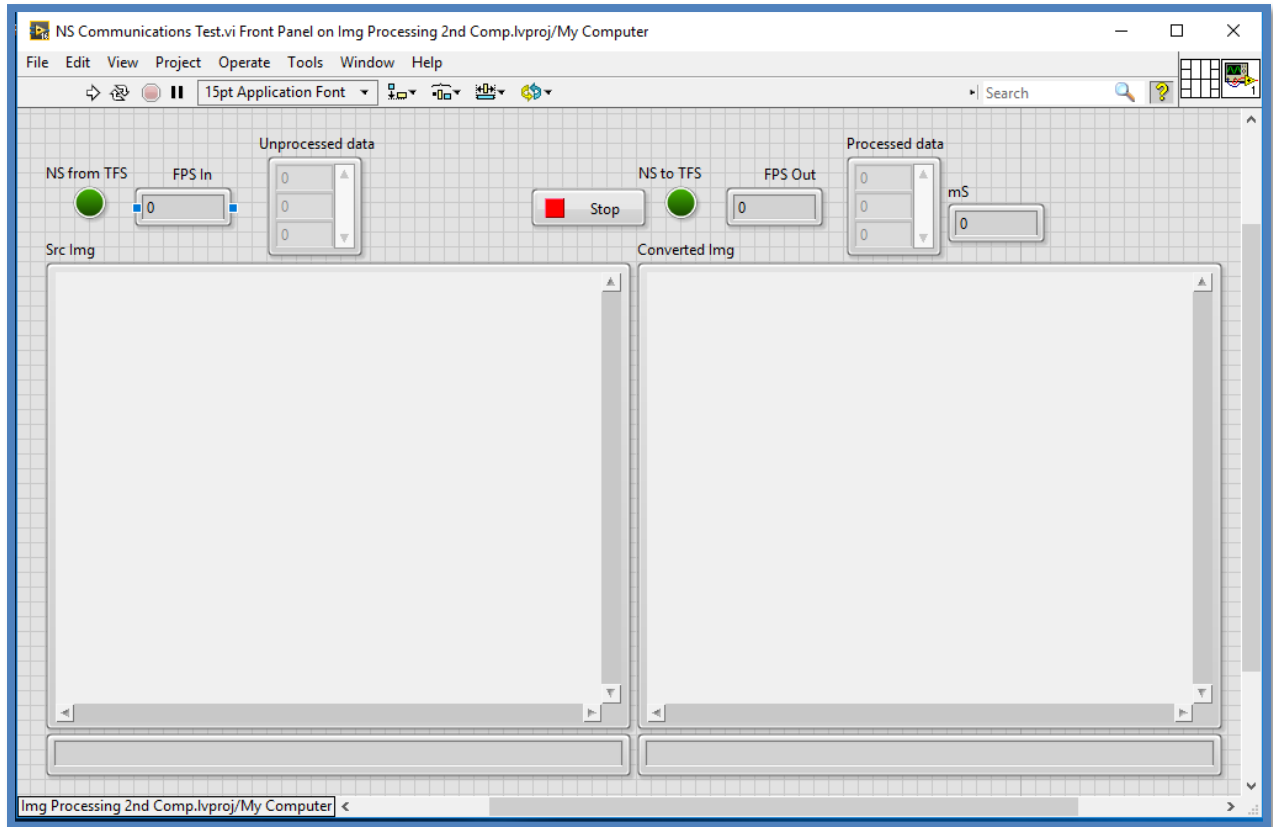 NS Communications Test.vi Front Panel on Img Processing 2nd Comp.lvproj/My Computer
File Edit View Project Operate Tools Window Help
15pt Application Font
Search
?
1
Unprocessed data
Processed data
NS from TFS
FPS In
NS to TFS
FPS Out
mS
0
0
0
0
Stop
0
0
0
0
0
Src Img
Converted Img
Img Processing 2nd Comp.lvproj/My Computer